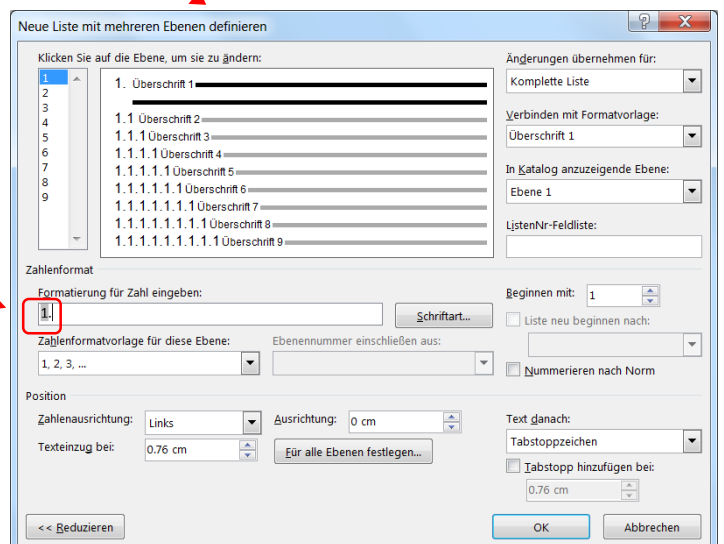 Neue Liste mit mehreren Ebenen definieren
Klicken Sie auf die Ebene, um sie zu ändern:
1
2
3
4
5
6
7
8
9
1. Überschrift 1
1.1 Überschrift 2
1.1.1 Überschrift 3
1.1.1.1 Überschrift 4
1.1.1.1.1 Überschrift 5
1.1.1.1.1.1 Überschrift 6
1.1.1.1.1.1.1 Überschrift 7
1.1.1.1.1.1.1.1 Überschrift 8
1.1.1.1.1.1.1.1.1 Überschrift 9
Änderungen übernehmen für:
Komplette Liste
Verbinden mit Formatvorlage:
Überschrift 1
In Katalog anzuzeigende Ebene:
Ebene 1
ListenNr-Feldliste:
Zahlenformat
Formatierung für Zahl eingeben:
1.
Schriftart...
Zahlenformatvorlage für diese Ebene:
1, 2, 3, ...
Ebenennummer einschließen aus:
Beginnen mit: 1
Liste neu beginnen nach:
Nummerieren nach Norm
Position
Zahlenausrichtung: Links
Ausrichtung: 0 cm
Texteinzug bei: 0.76 cm
Für alle Ebenen festlegen...
Text danach:
Tabstoppzeichen
Tabstopp hinzufügen bei:
0.76 cm
<< Reduzieren
OK
Abbrechen